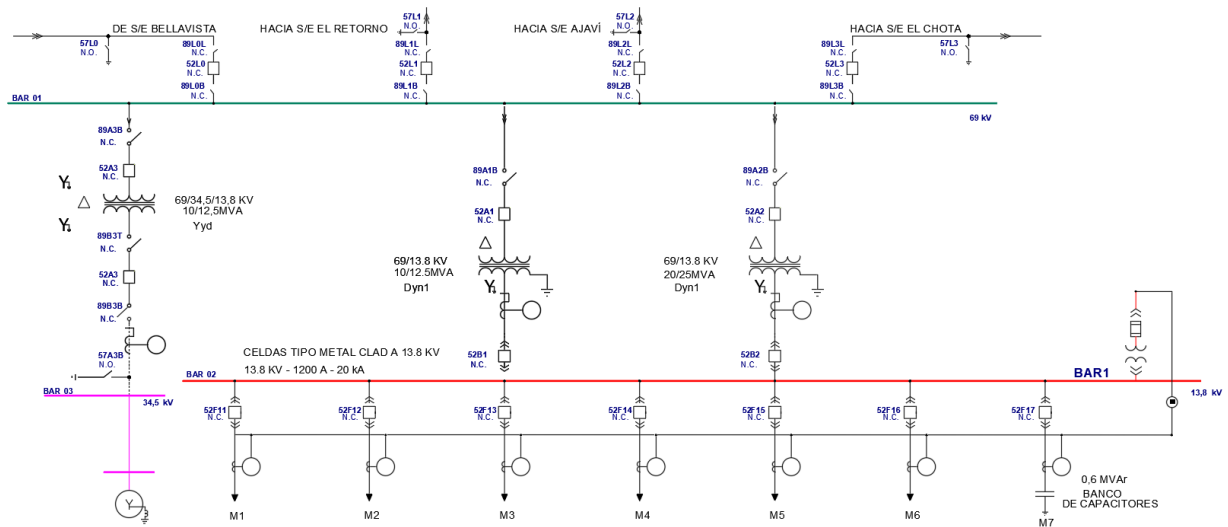 57L0
N.O.
DE S/E BELLAVISTA
89L0L
N.C.
52L0
N.C.
89L0B
N.C.
HACIA S/E EL RETORNO
57L1
N.O.
89L1L
N.C.
52L1
N.C.
89L1B
N.C.
HACIA S/E AJAVÌ
57L2
N.O.
89L2L
N.C.
52L2
N.C.
89L2B
N.C.
HACIA S/E EL CHOTA
89L3L
N.C.
52L3
N.C.
89L3B
N.C.
57L3
N.O.
BAR 01
69 kV
89A3B
N.C.
52A3
N.C.
69/34,5/13,8 KV
10/12,5MVA
Yyd
89B3T
N.C.
52A3
N.C.
89B3B
N.C.
57A3B
N.O.
BAR 03
34,5 kV
Y
89A1B
N.C.
52A1
N.C.
69/13.8 KV
10/12.5MVA
Dyn1
52B1
N.C.
89A2B
N.C.
52A2
N.C.
69/13.8 KV
20/25MVA
Dyn1
52B2
N.C.
CELDAS TIPO METAL CLAD A 13.8 KV
13.8 KV - 1200 A - 20 kA
BAR 02
BAR1
13,8 kV
52F11
N.C.
52F12
N.C.
52F13
N.C.
52F14
N.C.
52F15
N.C.
52F16
N.C.
52F17
N.C.
0,6 MVAr
BANCO
DE CAPACITORES
M1
M2
M3
M4
M5
M6
M7